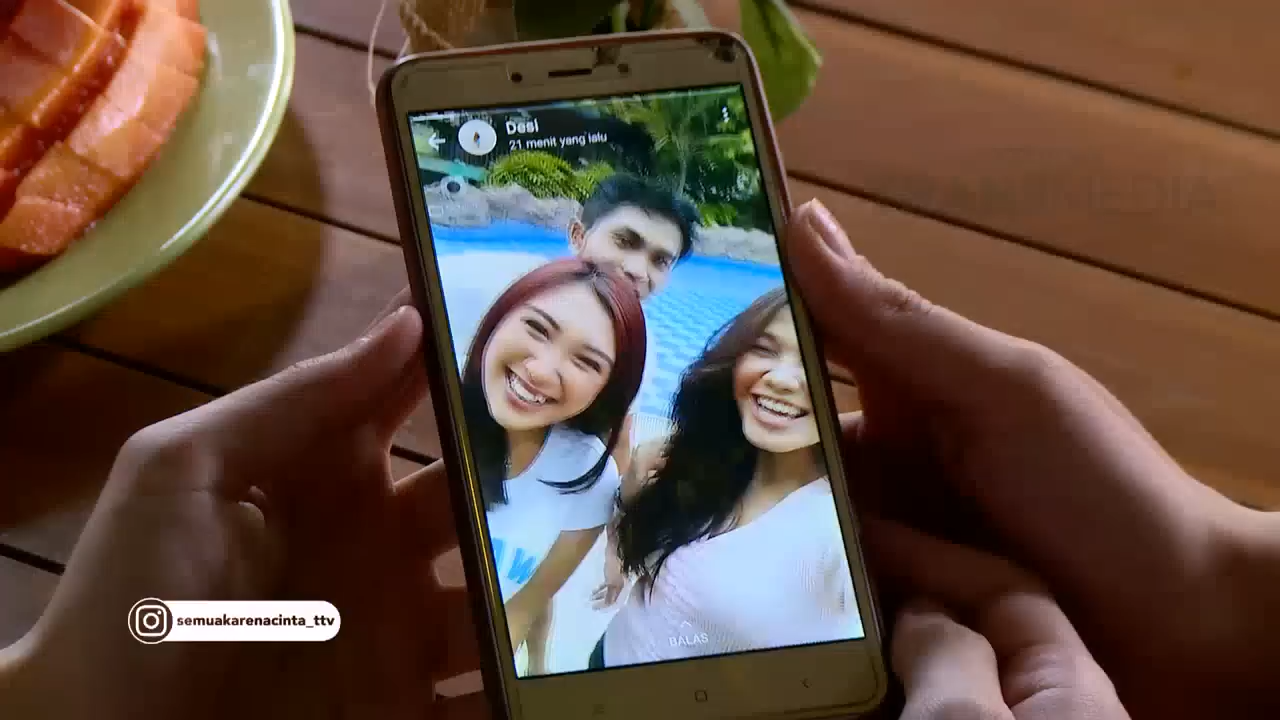 Desi
21 menit yang lalu
BALAS
semuakarenacinta_ttv